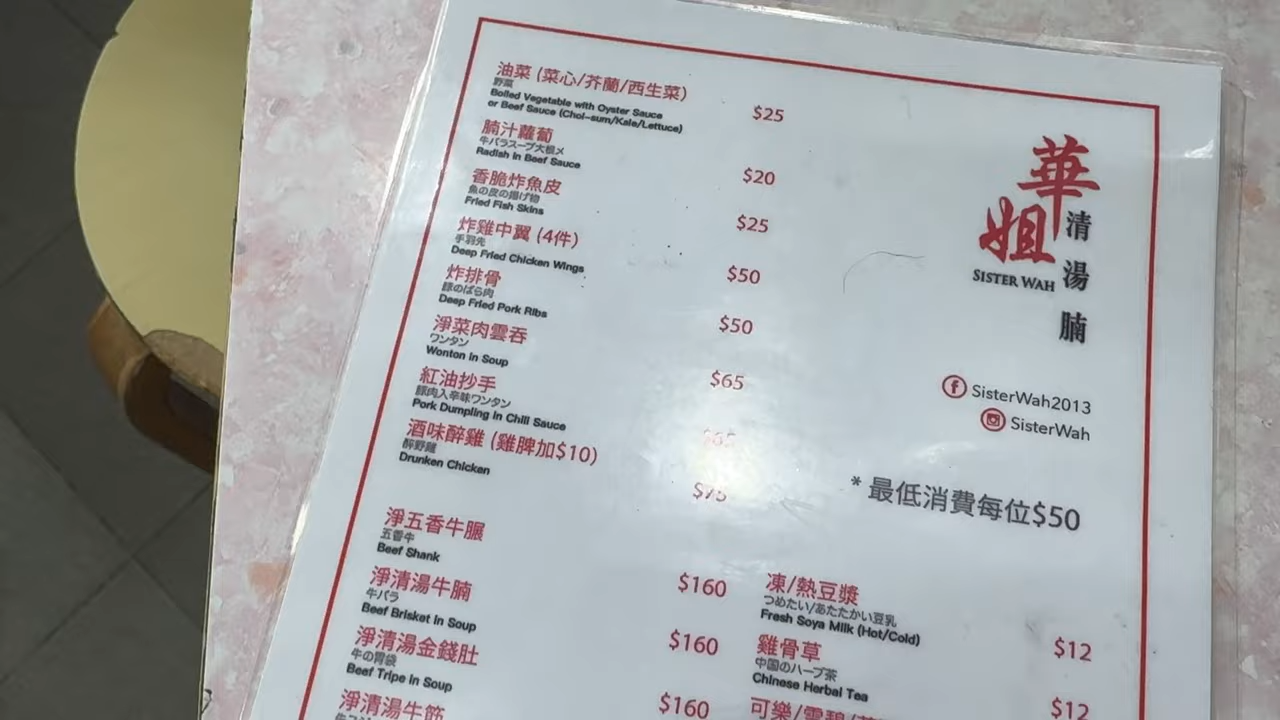 油菜 (菜心/芥蘭/西生菜)
野菜
Boiled Vegetable with Oyster Sauce
or Beef Sauce (Choi-sum/Kale/Lettuce)
$25
腩汁蘿蔔
牛バラスープ大根メ
Radish in Beef Sauce
$20
香脆炸魚皮
魚の皮の揚げ物
Fried Fish Skins
$25
炸雞中翼 (4件)
手羽先
Deep Fried Chicken Wings
$50
炸排骨
豚のばら肉
Deep Fried Pork Ribs
$50
淨菜肉雲吞
ワンタン
Wonton in Soup
$65
紅油抄手
豚肉入辛味ワンタン
Pork Dumpling in Chili Sauce
$65
酒味醉雞 (雞脾加$10)
酔野雞
Drunken Chicken
$75
淨五香牛𦟌
五香牛
Beef Shank
$160
淨清湯牛腩
牛バラ
Beef Brisket in Soup
$160
淨清湯金錢肚
牛の胃袋
Beef Tripe in Soup
$160
淨清湯牛筋
華姐
清湯腩
SISTER WAH
SisterWah2013
SisterWah
* 最低消費每位$50
凍/熱豆漿
つめたい/あたたかい豆乳
Fresh Soya Milk (Hot/Cold)
$12
雞骨草
中国のハーブ茶
Chinese Herbal Tea
$12
可樂/雪碧/